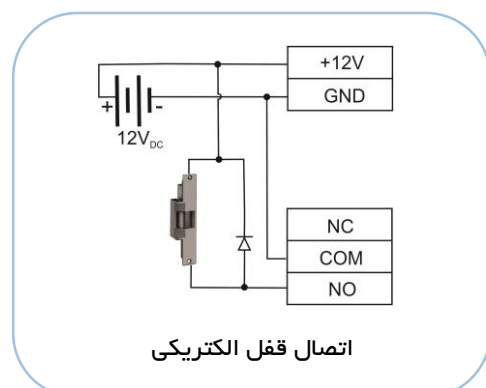 +12V
GND
+ -
12V_DC
NC
COM
NO
اتصال قفل الکتریکی